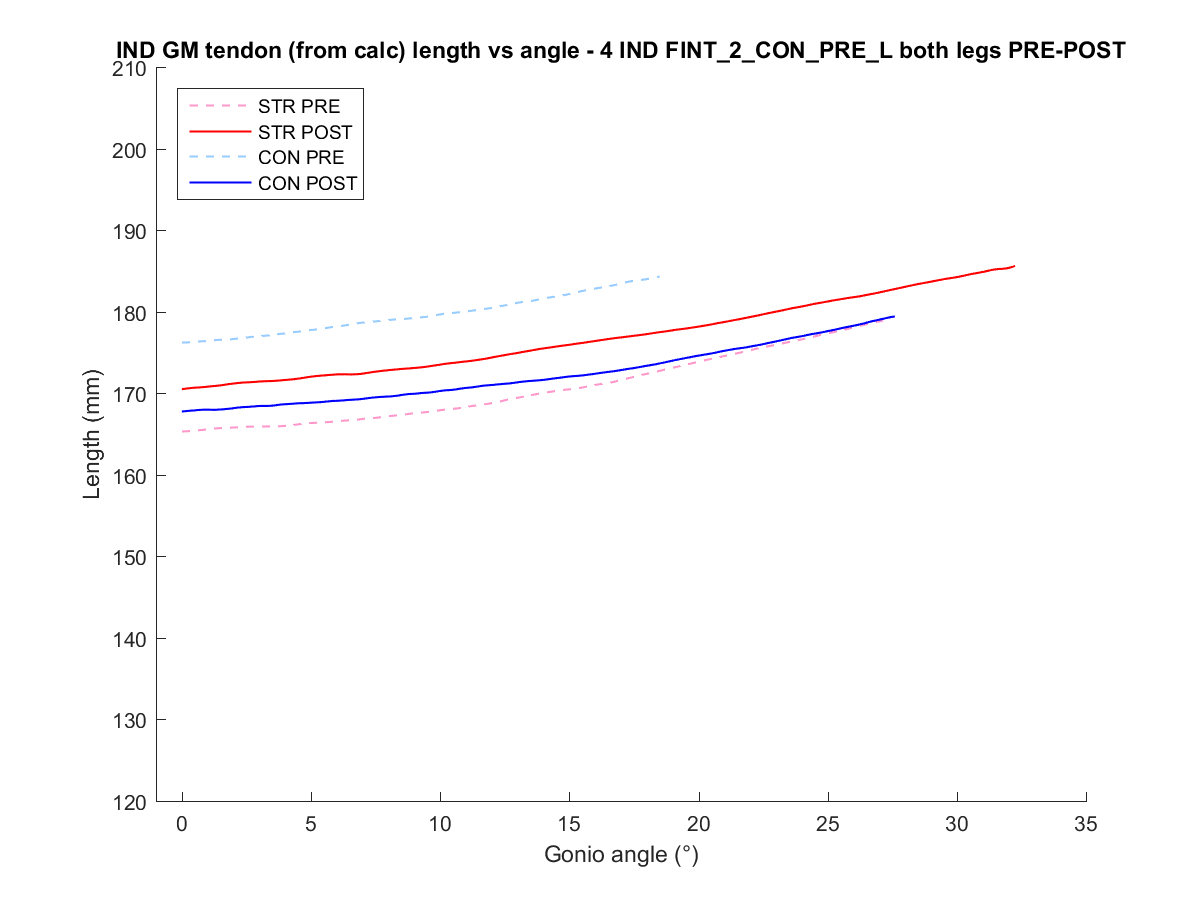 IND GM tendon (from calc) length vs angle - 4 IND FINT_2_CON_PRE_L both legs PRE-POST
210
200
190
180
170
160
150
140
130
120
STR PRE
STR POST
CON PRE
CON POST
Length (mm)
0 5 10 15 20 25 30 35
Gonio angle (°)